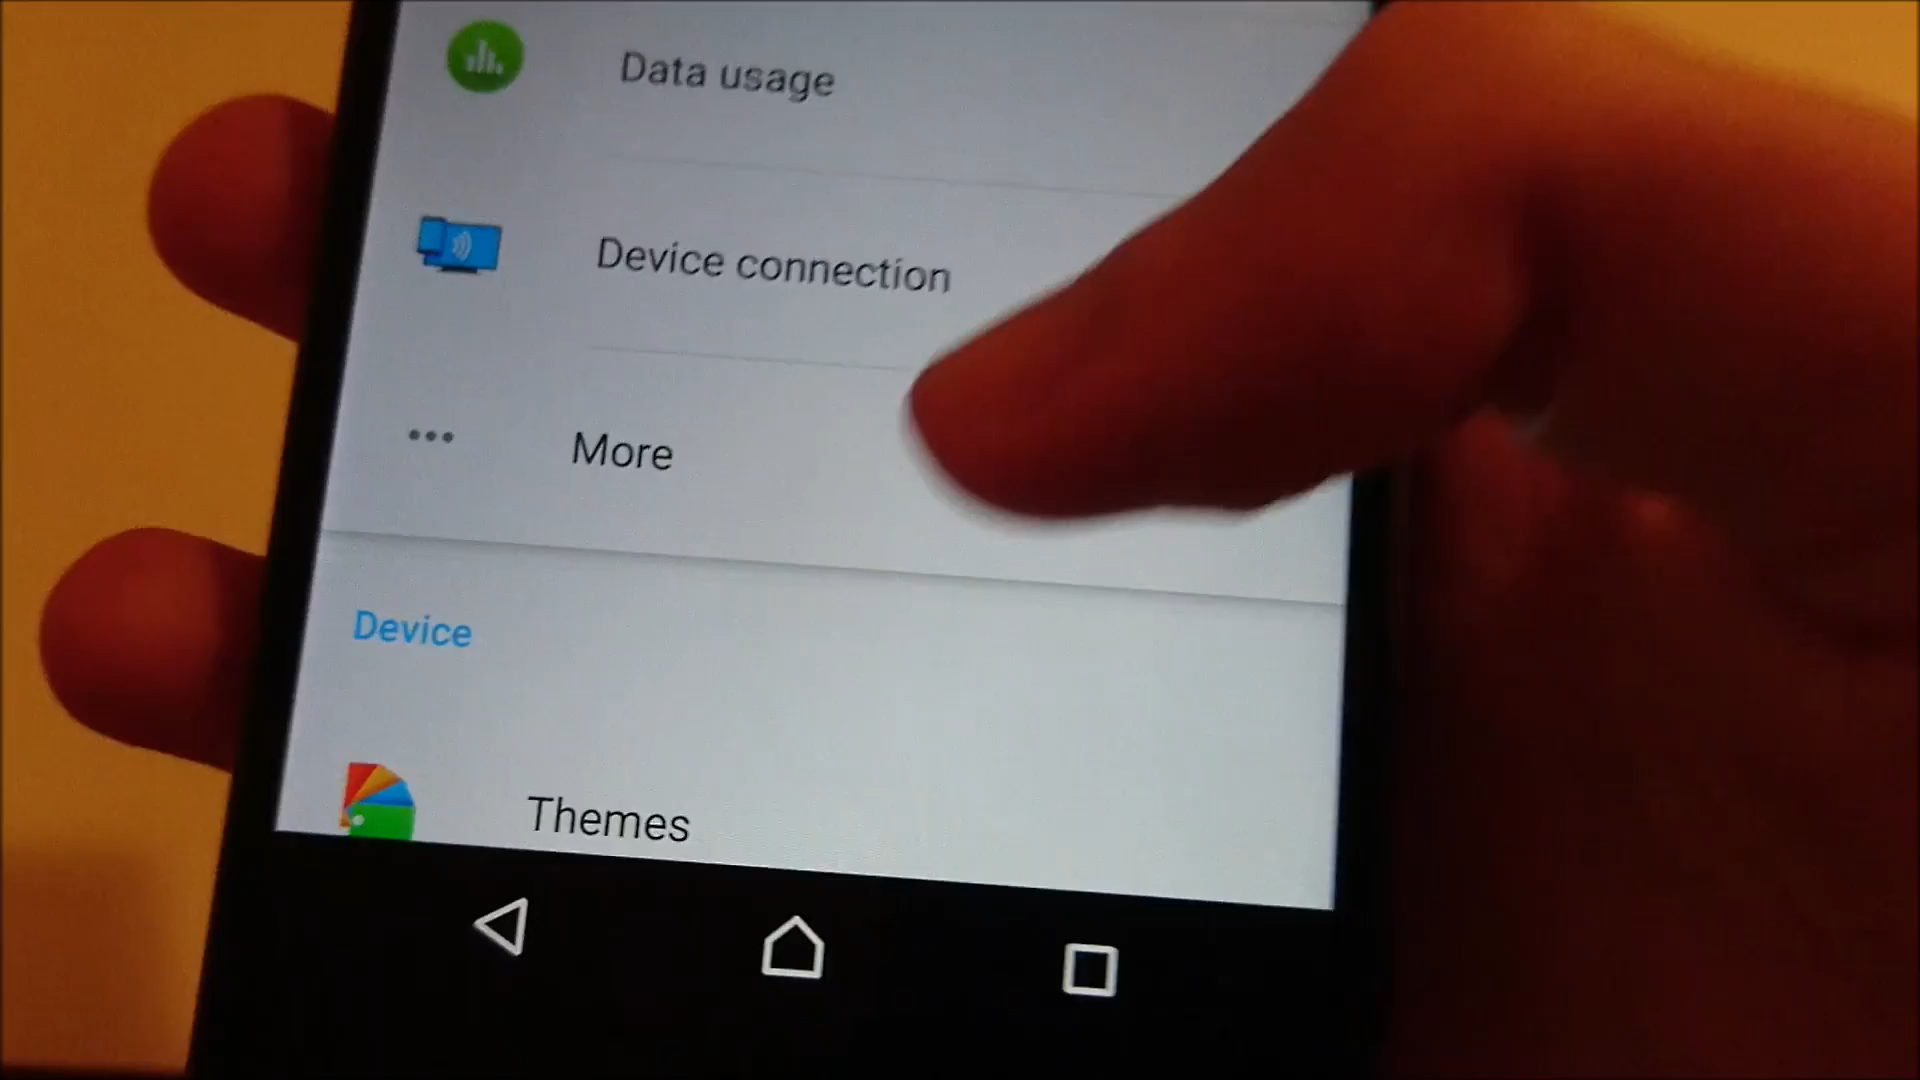 Data usage
Device connection
More
Device
Themes